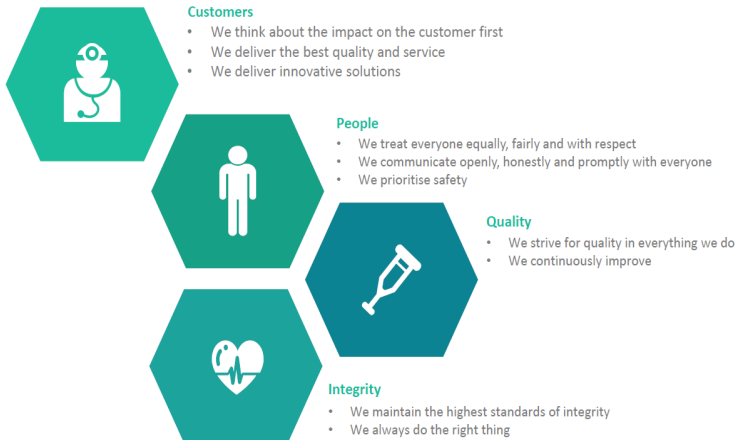 Customers
• We think about the impact on the customer first
• We deliver the best quality and service
• We deliver innovative solutions
People
• We treat everyone equally, fairly and with respect
• We communicate openly, honestly and promptly with everyone
• We prioritise safety
Quality
• We strive for quality in everything we do
• We continuously improve
Integrity
• We maintain the highest standards of integrity
• We always do the right thing